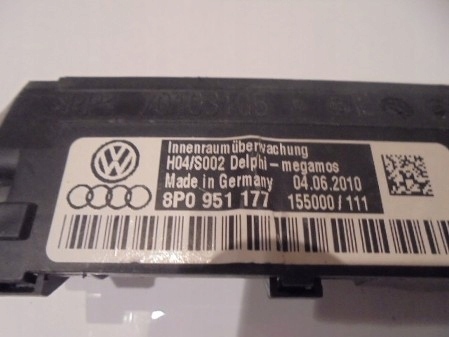 Innenraumüberwachung
H04/S002 Delphi-megamos
Made in Germany 04.06.2010
8P0 951 177 155000/111